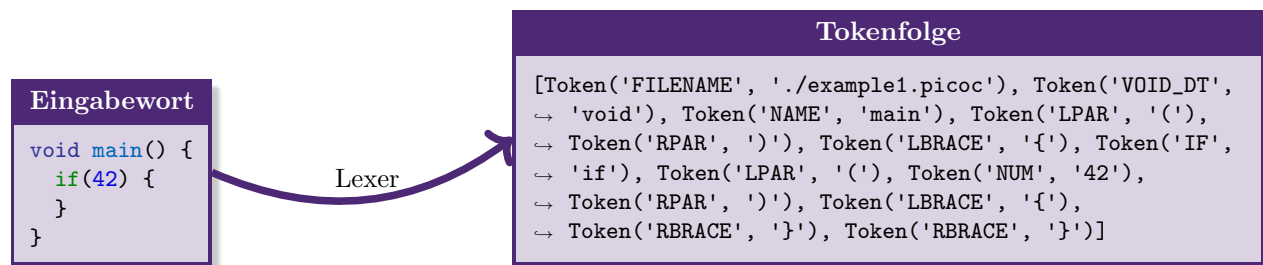 Eingabewort
void main() {
  if(42) {
  }
}
Lexer
Tokenfolge
[Token('FILENAME', './example1.picoc'), Token('VOID_DT',
↪ 'void'), Token('NAME', 'main'), Token('LPAR', '('),
↪ Token('RPAR', ')'), Token('LBRACE', '{'), Token('IF',
↪ 'if'), Token('LPAR', '('), Token('NUM', '42'),
↪ Token('RPAR', ')'), Token('LBRACE', '{'),
↪ Token('RBRACE', '}'), Token('RBRACE', '}')]